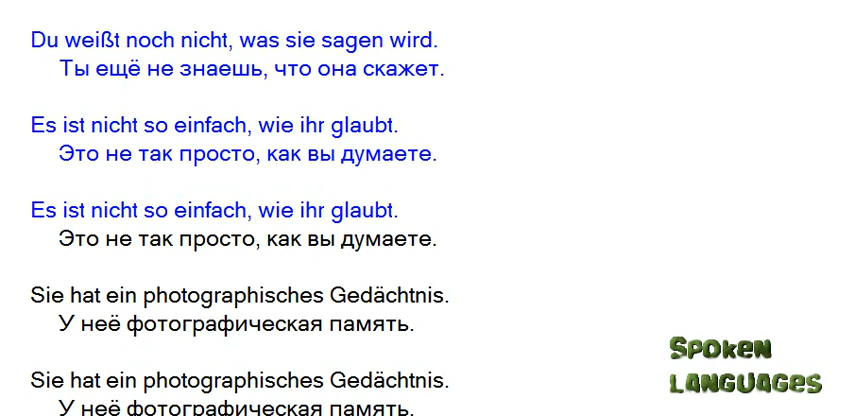 Du weißt noch nicht, was sie sagen wird.
Ты ещё не знаешь, что она скажет.
Es ist nicht so einfach, wie ihr glaubt.
Это не так просто, как вы думаете.
Es ist nicht so einfach, wie ihr glaubt.
Это не так просто, как вы думаете.
Sie hat ein photographisches Gedächtnis.
У неё фотографическая память.
Sie hat ein photographisches Gedächtnis.
У неё фотографическая память.
Spoken
Languages